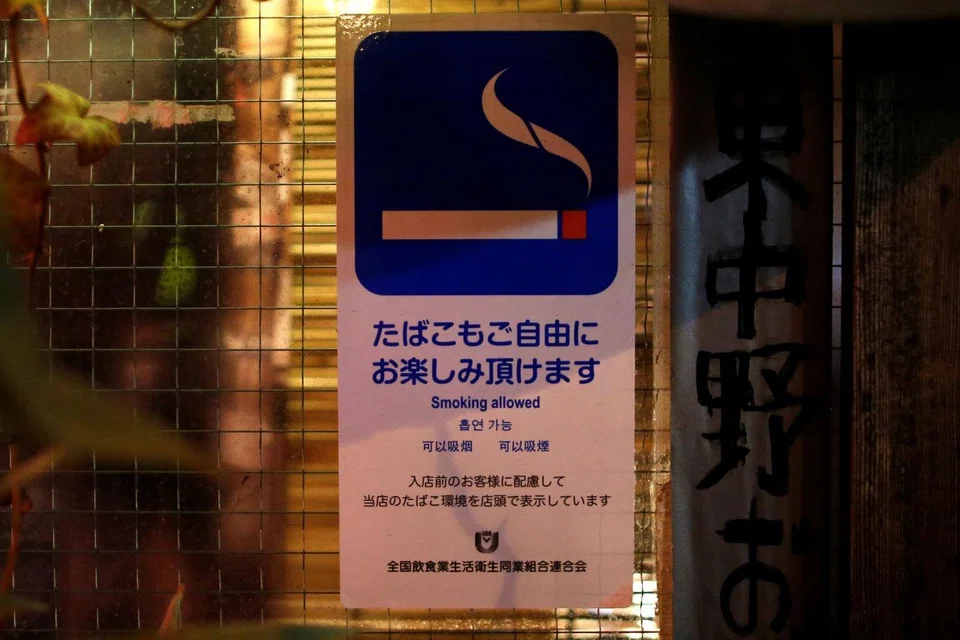 たばこもご自由に
お楽しみ頂けます
Smoking allowed
흡연 가능
可以吸烟 可以吸煙
入店前のお客様に配慮して
当店のたばこ環境を店頭で表示しています
全国飲食業生活衛生同業組合連合会
東中野お